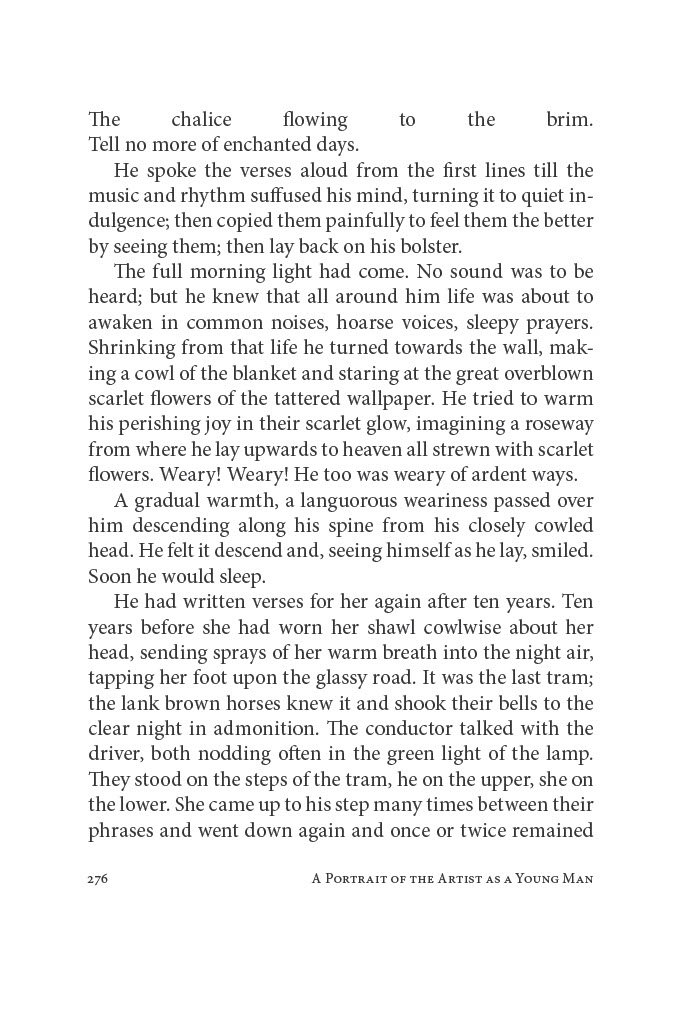 The chalice flowing to the brim.
Tell no more of enchanted days.
He spoke the verses aloud from the first lines till the
music and rhythm suffused his mind, turning it to quiet in-
dulgence; then copied them painfully to feel them the better
by seeing them; then lay back on his bolster.
The full morning light had come. No sound was to be
heard; but he knew that all around him life was about to
awaken in common noises, hoarse voices, sleepy prayers.
Shrinking from that life he turned towards the wall, mak-
ing a cowl of the blanket and staring at the great overblown
scarlet flowers of the tattered wallpaper. He tried to warm
his perishing joy in their scarlet glow, imagining a roseway
from where he lay upwards to heaven all strewn with scarlet
flowers. Weary! Weary! He too was weary of ardent ways.
A gradual warmth, a languorous weariness passed over
him descending along his spine from his closely cowled
head. He felt it descend and, seeing himself as he lay, smiled.
Soon he would sleep.
He had written verses for her again after ten years. Ten
years before she had worn her shawl cowlwise about her
head, sending sprays of her warm breath into the night air,
tapping her foot upon the glassy road. It was the last tram;
the lank brown horses knew it and shook their bells to the
clear night in admonition. The conductor talked with the
driver, both nodding often in the green light of the lamp.
They stood on the steps of the tram, he on the upper, she on
the lower. She came up to his step many times between their
phrases and went down again and once or twice remained
276 A Portrait of the Artist as a Young Man